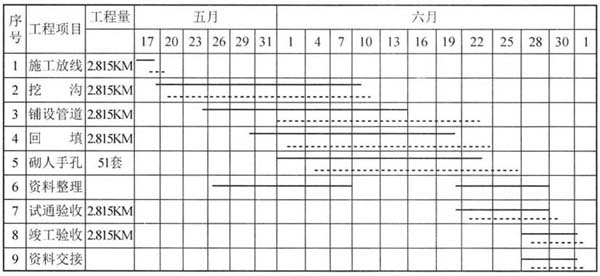 序号 工程项目 工程量 五月 六月
17 20 23 26 29 31 1 4 7 10 13 16 19 22 25 28 30 1
1 施工放线 2.815KM
2 挖 沟 2.815KM
3 铺设管道 2.815KM
4 回 填 2.815KM
5 砌人手孔 51套
6 资料整理
7 试通验收 2.815KM
8 竣工验收 2.815KM
9 资料交接